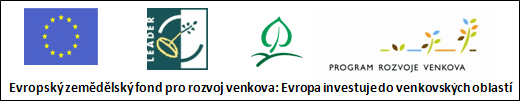 LEADER
PROGRAM ROZVOJE VENKOVA
Evropský zemědělský fond pro rozvoj venkova: Evropa investuje do venkovských oblastí